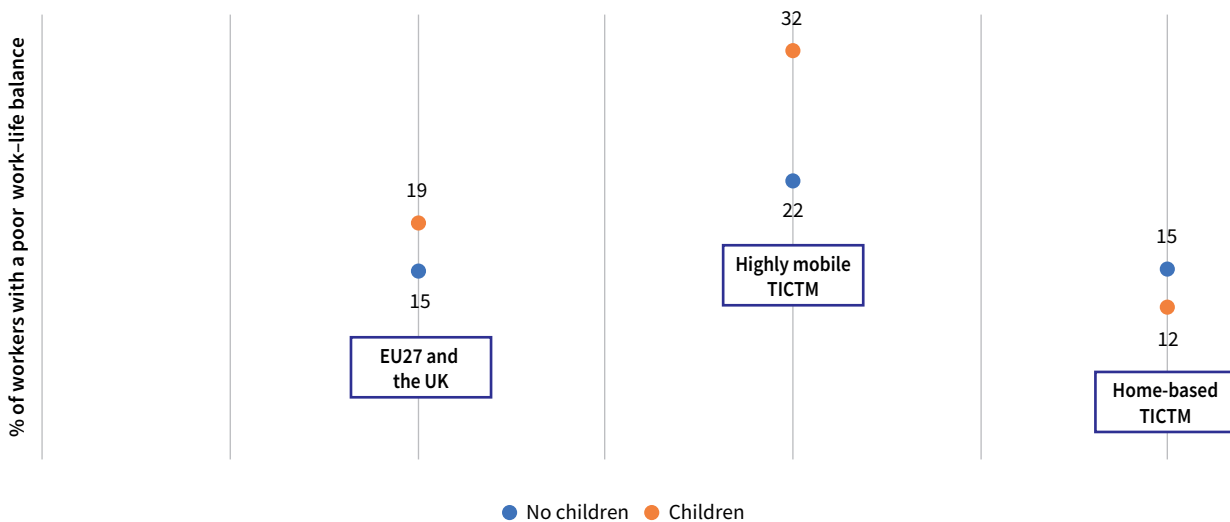 % of workers with a poor work–life balance
32
19
22
15
15
12
Highly mobile
TICTM
EU27 and
the UK
Home-based
TICTM
No children
Children